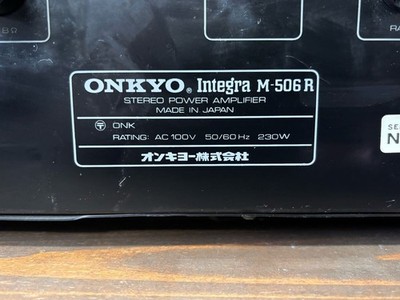 ONKYO® Integra M-506R
STEREO POWER AMPLIFIER
MADE IN JAPAN
〒 ONK
RATING: AC 100V 50/60Hz 230W
オンキヨー株式会社